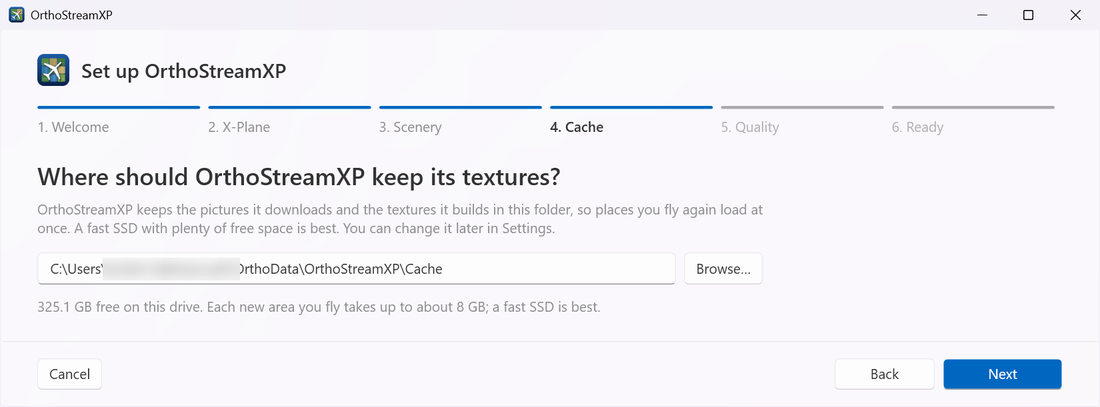 OrthoStreamXP
Set up OrthoStreamXP
1. Welcome
2. X-Plane
3. Scenery
4. Cache
5. Quality
6. Ready
Where should OrthoStreamXP keep its textures?
OrthoStreamXP keeps the pictures it downloads and the textures it builds in this folder, so places you fly again load at
once. A fast SSD with plenty of free space is best. You can change it later in Settings.
C:\Users\ OrthoData\OrthoStreamXP\Cache
Browse...
325.1 GB free on this drive. Each new area you fly takes up to about 8 GB; a fast SSD is best.
Cancel
Back
Next